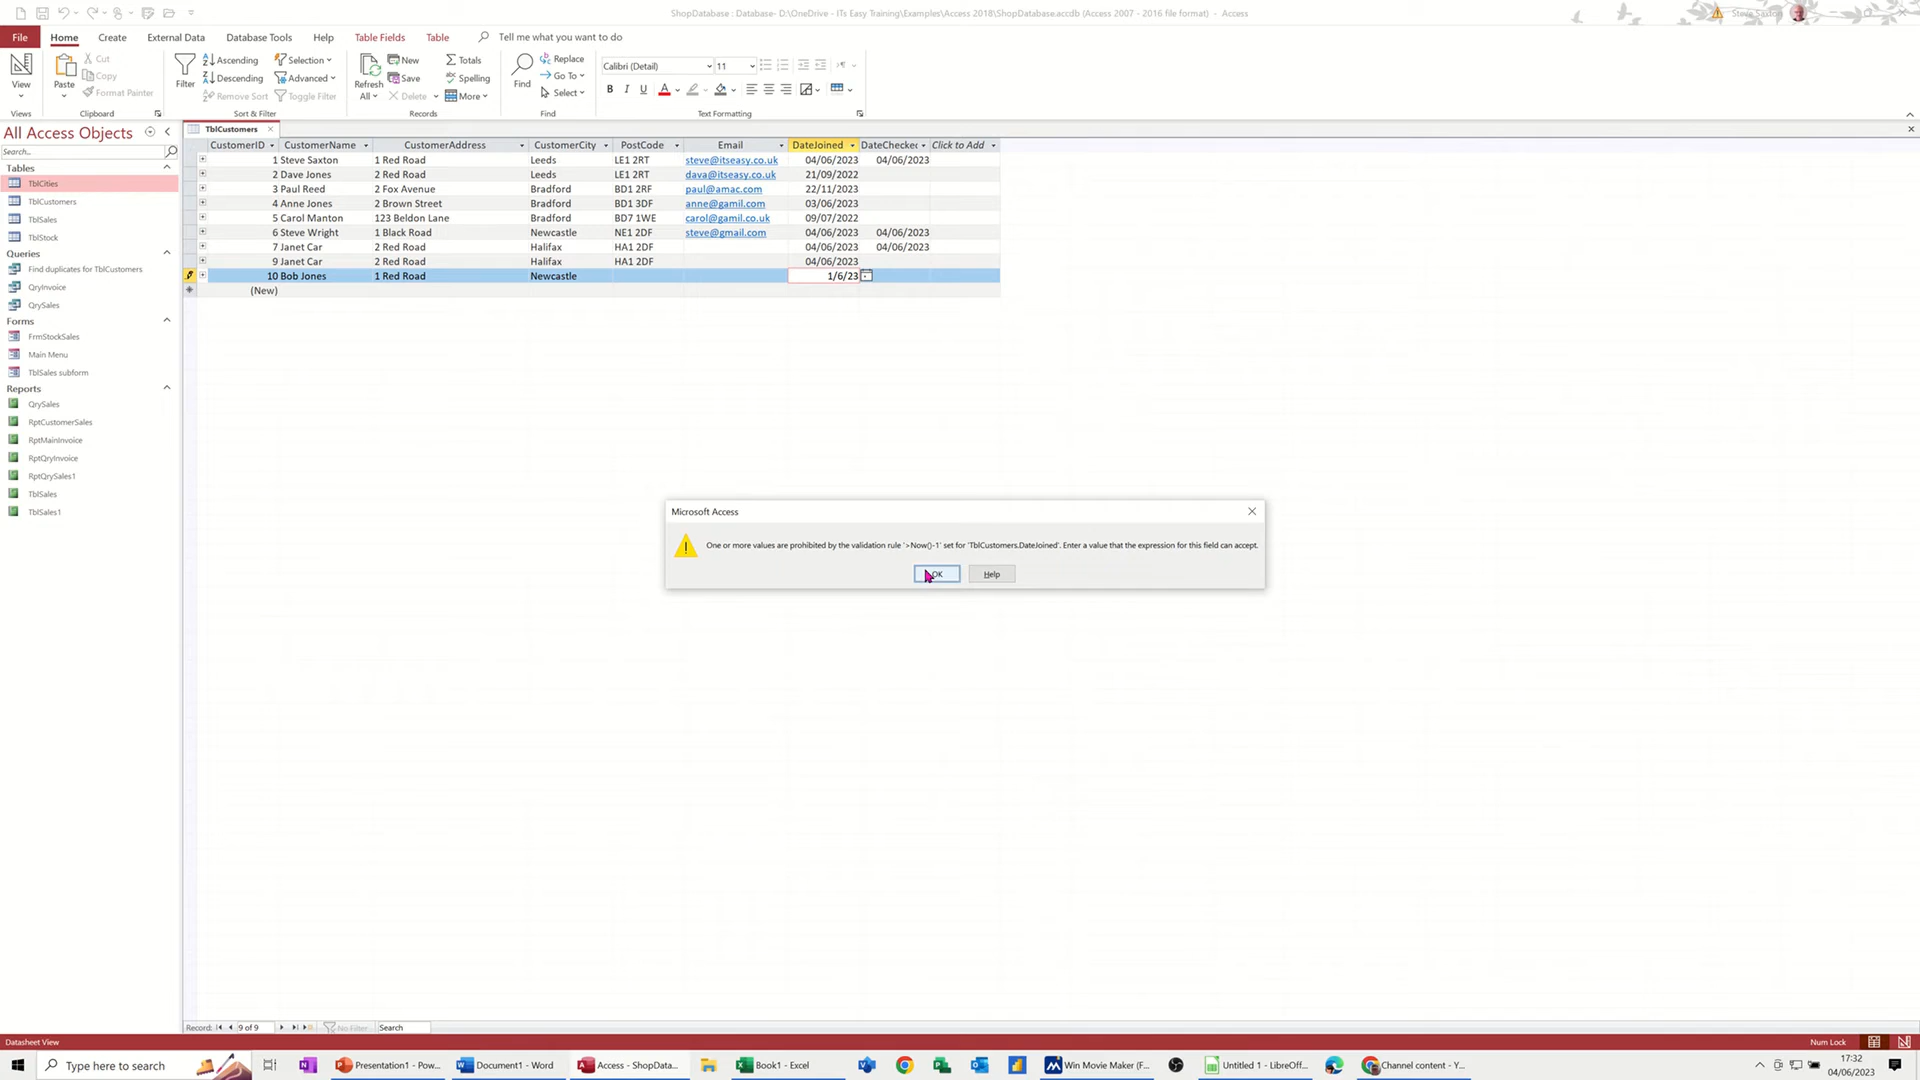 ShopDatabase : Database- D:\OneDrive - ITs Easy Training\Examples\Access 2018\ShopDatabase.accdb (Access 2007 - 2016 file format) - Access
Steve Saxton
File Home Create External Data Database Tools Help Table Fields Table Tell me what you want to do
View
Views
Paste
Cut
Copy
Format Painter
Clipboard
Filter
Ascending
Descending
Remove Sort
Selection
Advanced
Toggle Filter
Sort & Filter
Refresh All
New
Save
Delete
Totals
Spelling
More
Records
Find
Replace
Go To
Select
Find
Calibri (Detail) 11
B I U A
Text Formatting
All Access Objects
Search...
Tables
TblCities
TblCustomers
TblSales
TblStock
Queries
Find duplicates for TblCustomers
QryInvoice
QrySales
Forms
FrmStockSales
Main Menu
TblSales subform
Reports
QrySales
RptCustomerSales
RptMainInvoice
RptQryInvoice
RptQrySales1
TblSales
TblSales1
TblCustomers
CustomerID CustomerName CustomerAddress CustomerCity PostCode Email DateJoined DateChecker Click to Add
1 Steve Saxton 1 Red Road Leeds LE1 2RT steve@itseasy.co.uk 04/06/2023 04/06/2023
2 Dave Jones 2 Red Road Leeds LE1 2RT dava@itseasy.co.uk 21/09/2022
3 Paul Reed 2 Fox Avenue Bradford BD1 2RF paul@amac.com 22/11/2023
4 Anne Jones 2 Brown Street Bradford BD1 3DF anne@gamil.com 03/06/2023
5 Carol Manton 123 Beldon Lane Bradford BD7 1WE carol@gamil.co.uk 09/07/2022
6 Steve Wright 1 Black Road Newcastle NE1 2DF steve@gmail.com 04/06/2023 04/06/2023
7 Janet Car 2 Red Road Halifax HA1 2DF 04/06/2023 04/06/2023
9 Janet Car 2 Red Road Halifax HA1 2DF 04/06/2023
10 Bob Jones 1 Red Road Newcastle 1/6/23
(New)
Microsoft Access
One or more values are prohibited by the validation rule '>Now()-1' set for 'TblCustomers.DateJoined'. Enter a value that the expression for this field can accept.
OK Help
Record: 9 of 9 No Filter Search
Datasheet View Num Lock
Type here to search
Presentation1 - Pow...
Document1 - Word
Access - ShopData...
Book1 - Excel
Win Movie Maker (F...
Untitled 1 - LibreOff...
Channel content - Y...
17:32
04/06/2023